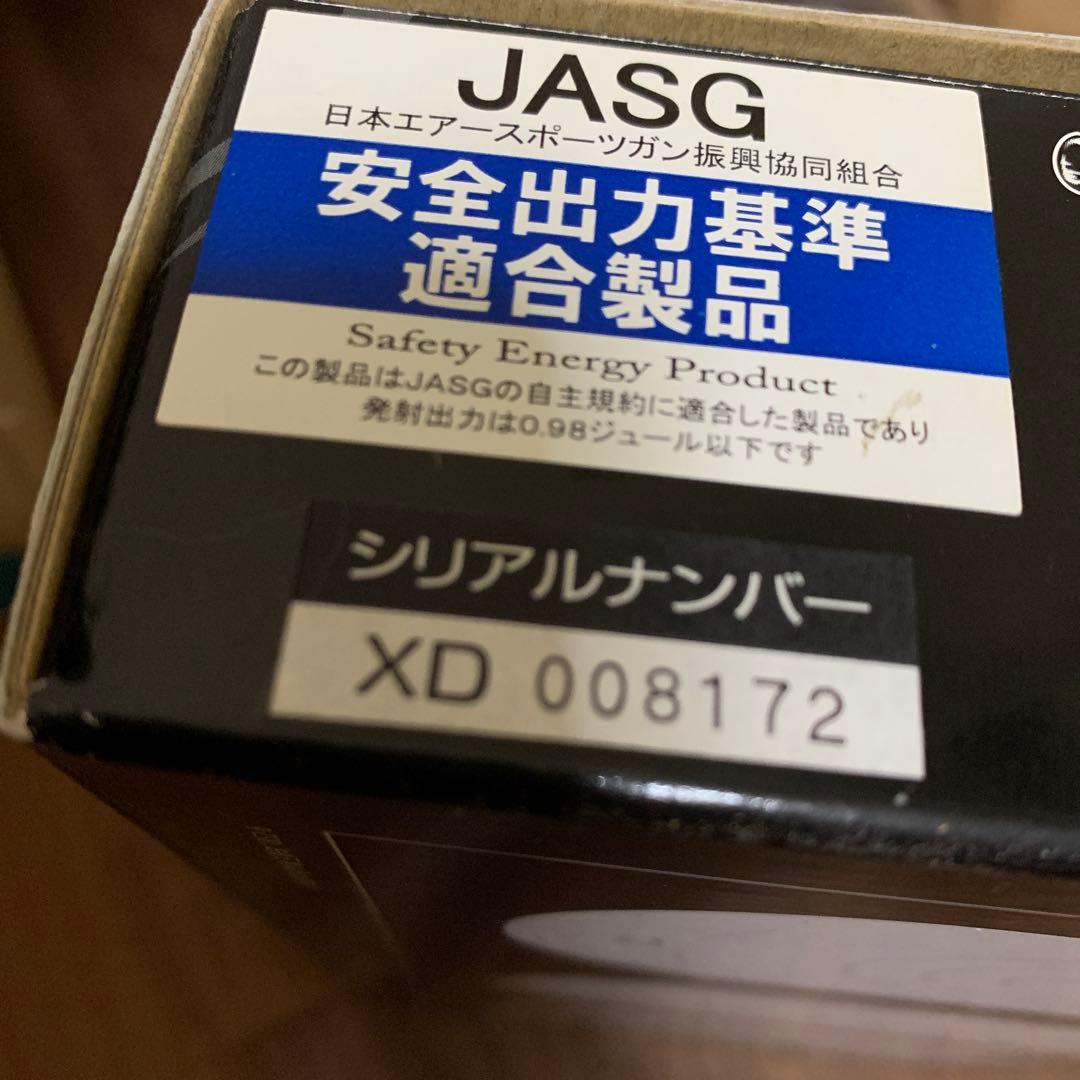 JASG
日本エアースポーツガン振興協同組合
安全出力基準
適合製品
Safety Energy Product
この製品はJASGの自主規約に適合した製品であり
発射出力は0.98ジュール以下です
シリアルナンバー
XD 008172